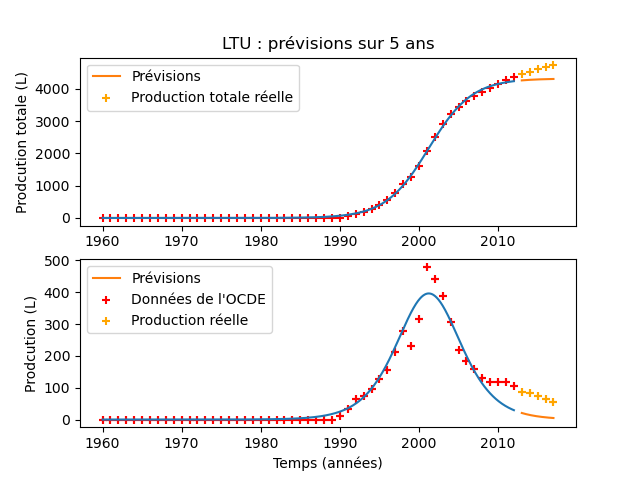 LTU : prévisions sur 5 ans
Prodcution totale (L)
4000
3000
2000
1000
0
Prévisions
Production totale réelle
1960 1970 1980 1990 2000 2010
Prodcution (L)
500
400
300
200
100
0
Prévisions
Données de l'OCDE
Production réelle
1960 1970 1980 1990 2000 2010
Temps (années)